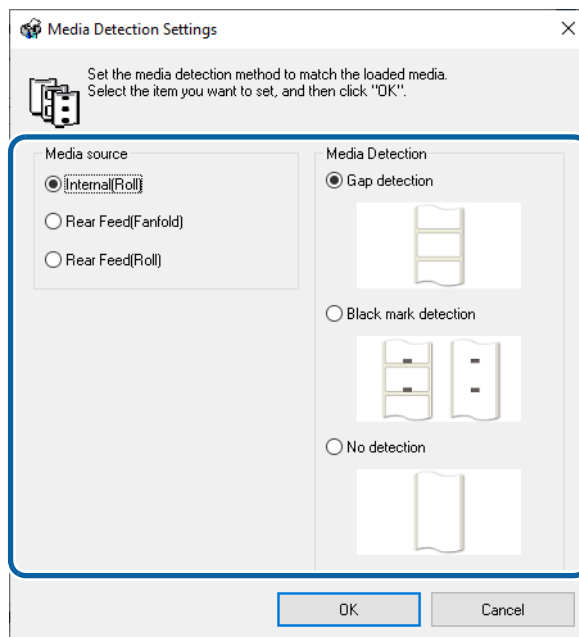 Media Detection Settings
Set the media detection method to match the loaded media.
Select the item you want to set, and then click "OK".
Media source
Internal(Roll)
Rear Feed(Fanfold)
Rear Feed(Roll)
Media Detection
Gap detection
Black mark detection
No detection
OK
Cancel